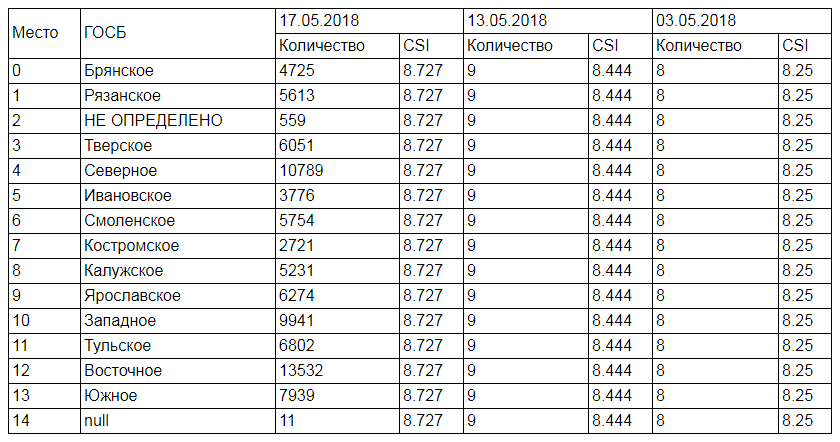 Место ГОСБ 17.05.2018 13.05.2018 03.05.2018
Количество CSI Количество CSI Количество CSI
0 Брянское 4725 8.727 9 8.444 8 8.25
1 Рязанское 5613 8.727 9 8.444 8 8.25
2 НЕ ОПРЕДЕЛЕНО 559 8.727 9 8.444 8 8.25
3 Тверское 6051 8.727 9 8.444 8 8.25
4 Северное 10789 8.727 9 8.444 8 8.25
5 Ивановское 3776 8.727 9 8.444 8 8.25
6 Смоленское 5754 8.727 9 8.444 8 8.25
7 Костромское 2721 8.727 9 8.444 8 8.25
8 Калужское 5231 8.727 9 8.444 8 8.25
9 Ярославское 6274 8.727 9 8.444 8 8.25
10 Западное 9941 8.727 9 8.444 8 8.25
11 Тульское 6802 8.727 9 8.444 8 8.25
12 Восточное 13532 8.727 9 8.444 8 8.25
13 Южное 7939 8.727 9 8.444 8 8.25
14 null 11 8.727 9 8.444 8 8.25